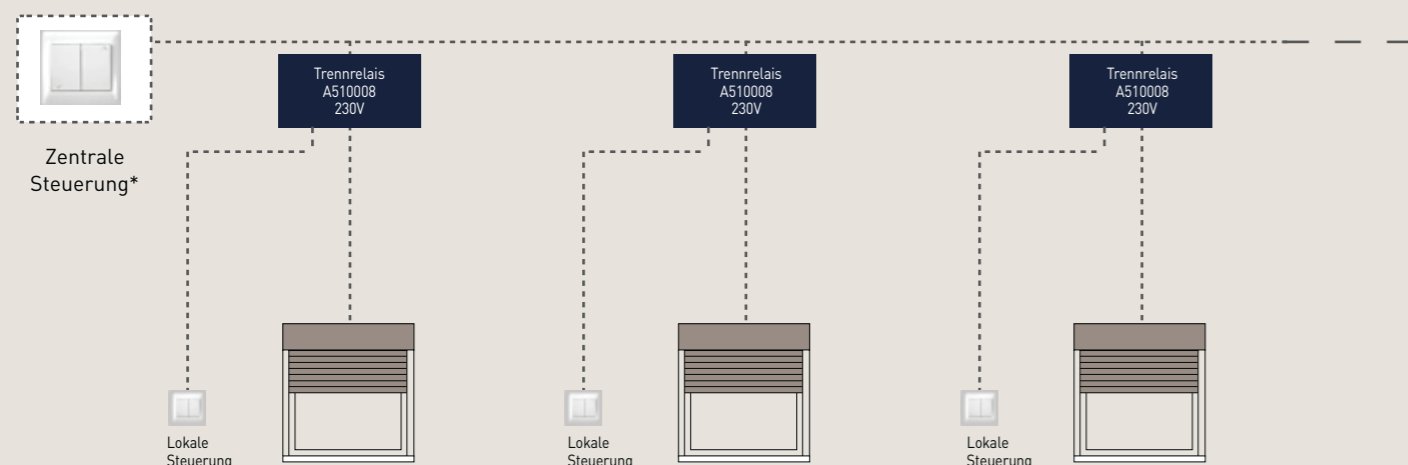 Trennrelais
A510008
230V
Trennrelais
A510008
230V
Trennrelais
A510008
230V
Zentrale
Steuerung*
Lokale
Steuerung
Lokale
Steuerung
Lokale
Steuerung